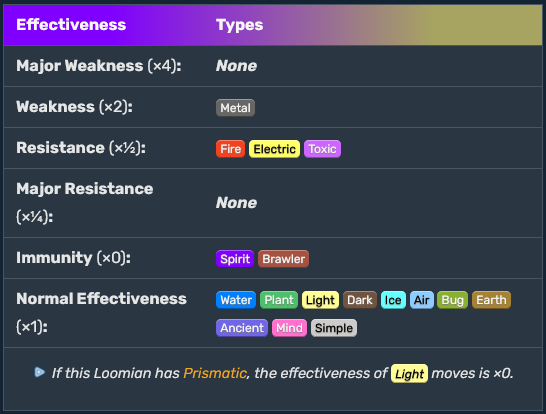 Effectiveness Types
Major Weakness (×4): None
Weakness (×2): Metal
Resistance (×½): Fire Electric Toxic
Major Resistance
(×¼): None
Immunity (×0): Spirit Brawler
Normal Effectiveness Water Plant Light Dark Ice Air Bug Earth
(×1): Ancient Mind Simple
If this Loomian has Prismatic, the effectiveness of Light moves is ×0.